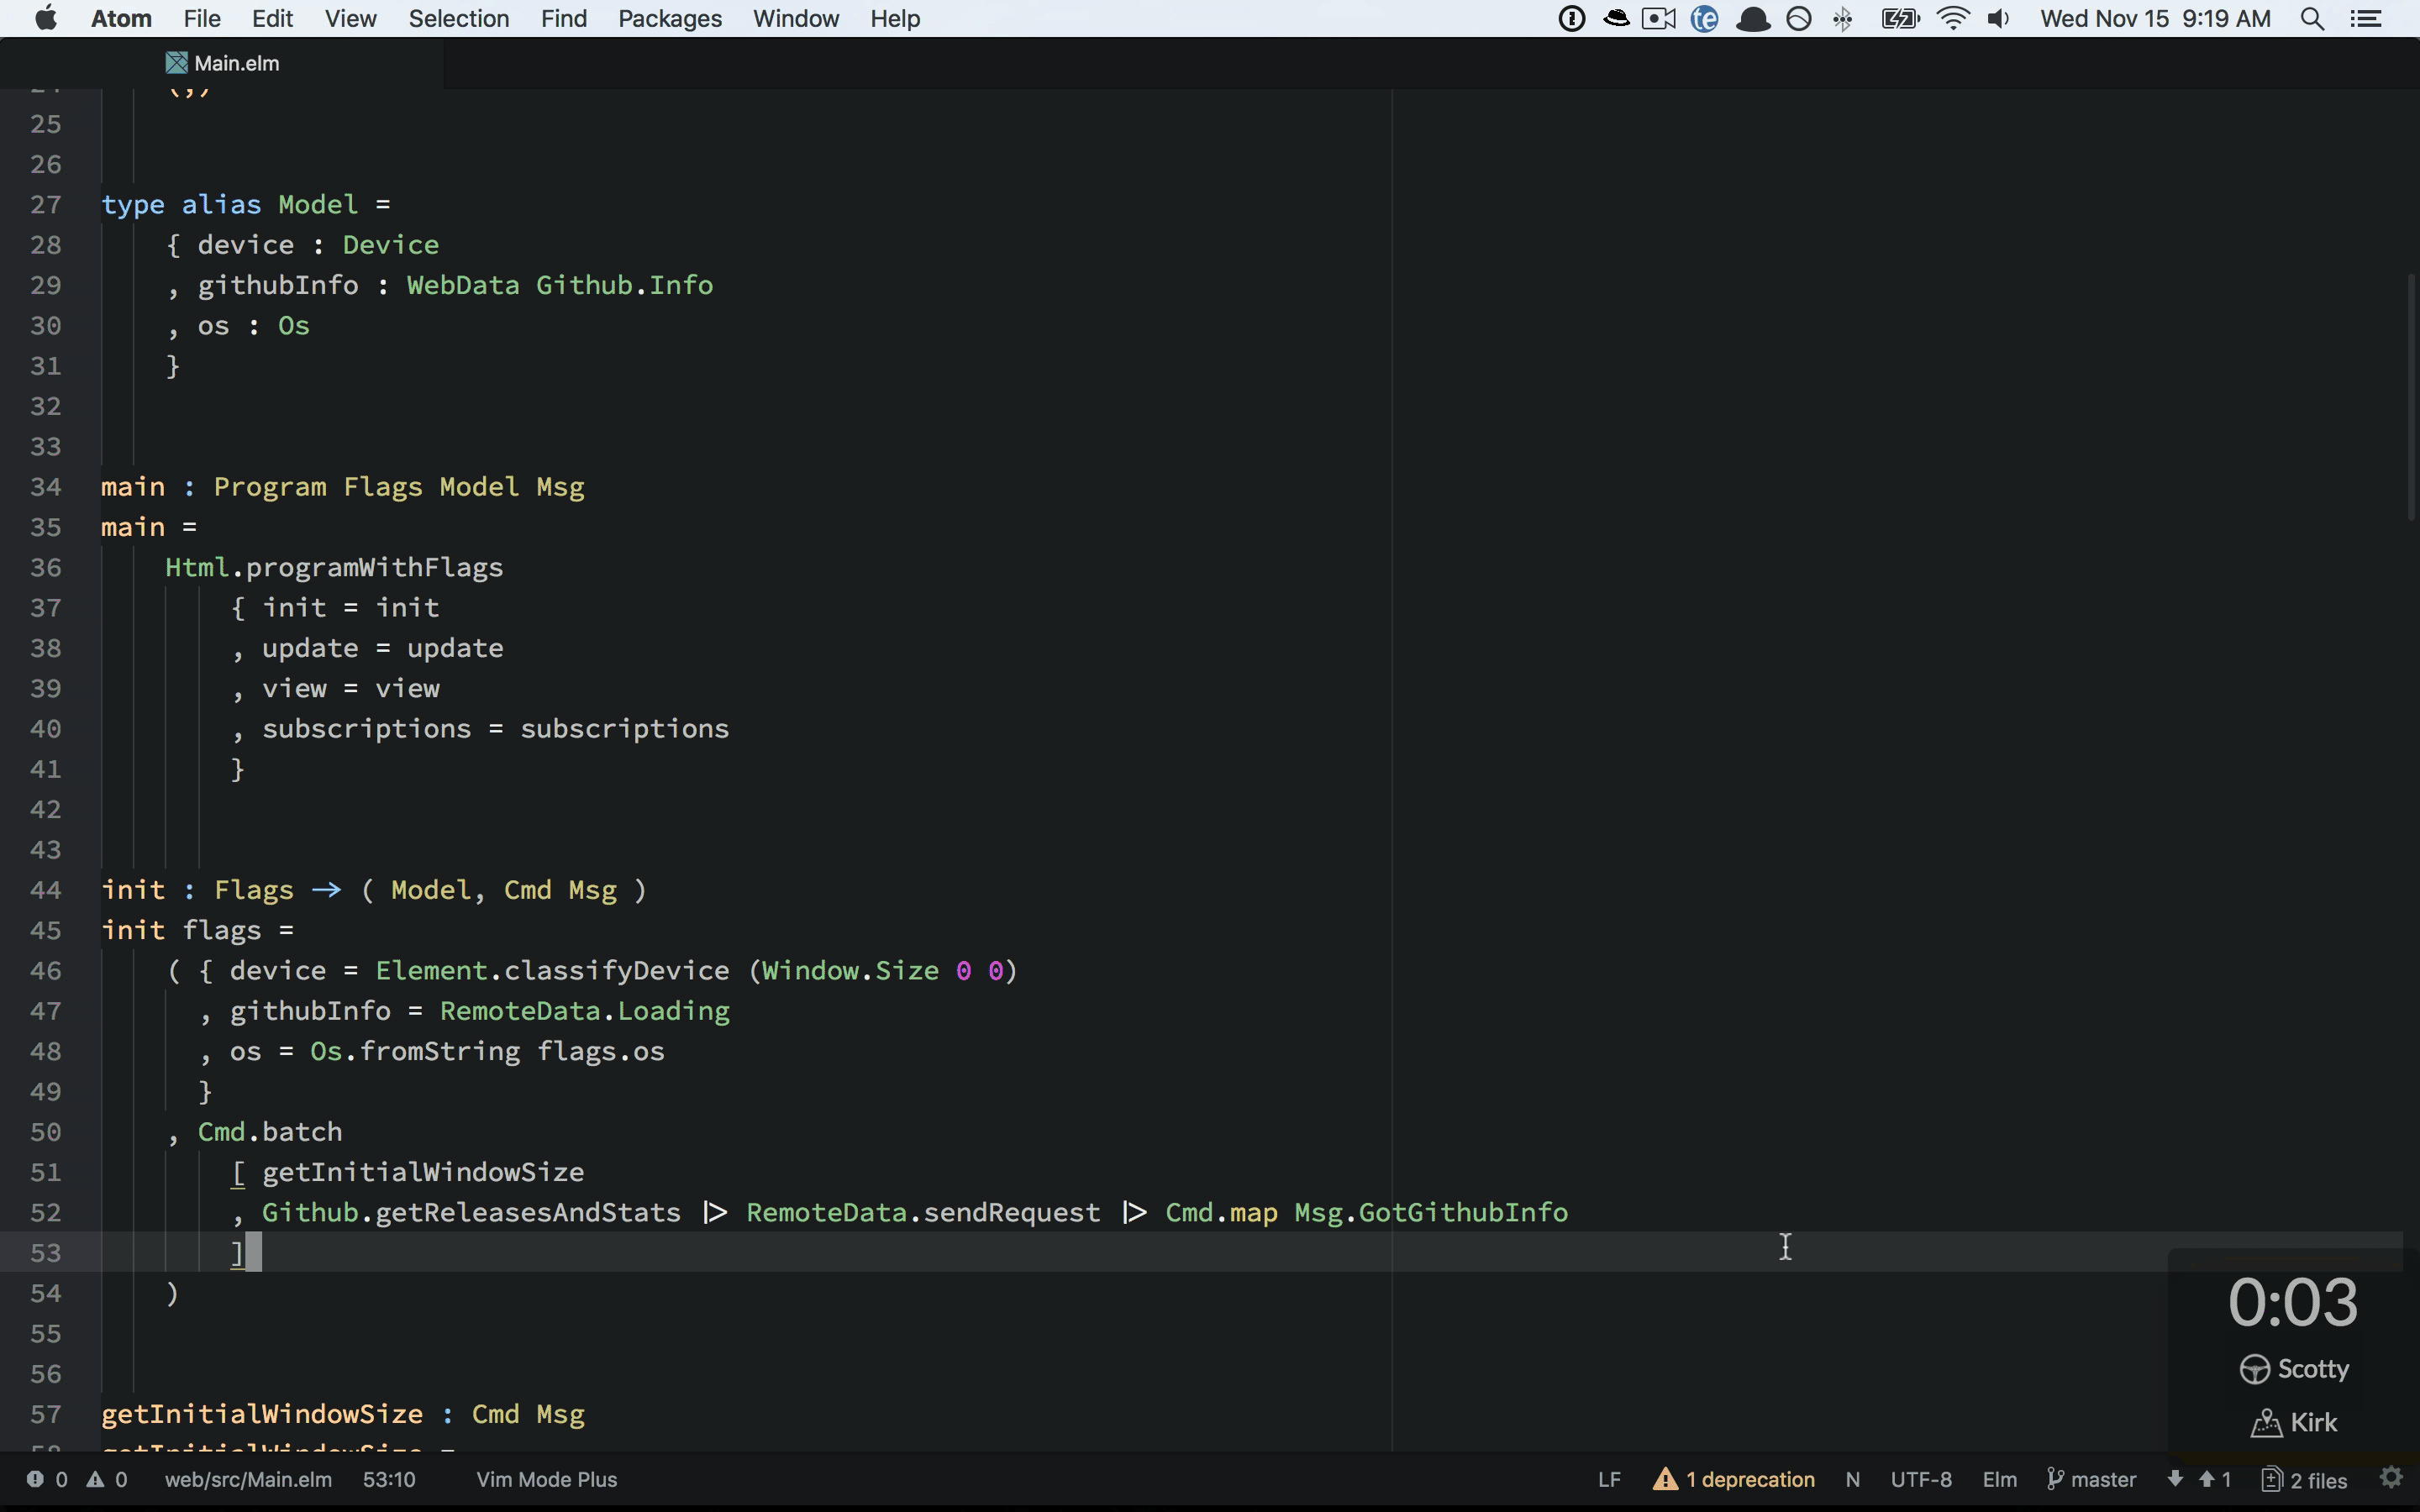 Atom File Edit View Selection Find Packages Window Help te Wed Nov 15 9:19 AM
Main.elm
25
26
27 type alias Model =
28 { device : Device
29 , githubInfo : WebData Github.Info
30 , os : Os
31 }
32
33
34 main : Program Flags Model Msg
35 main =
36 Html.programWithFlags
37 { init = init
38 , update = update
39 , view = view
40 , subscriptions = subscriptions
41 }
42
43
44 init : Flags → ( Model, Cmd Msg )
45 init flags =
46 ( { device = Element.classifyDevice (Window.Size 0 0)
47 , githubInfo = RemoteData.Loading
48 , os = Os.fromString flags.os
49 }
50 , Cmd.batch
51 [ getInitialWindowSize
52 , Github.getReleasesAndStats |> RemoteData.sendRequest |> Cmd.map Msg.GotGithubInfo
53 ]
54 )
55
56
57 getInitialWindowSize : Cmd Msg
0:03
Scotty
Kirk
0 0 web/src/Main.elm 53:10 Vim Mode Plus LF 1 deprecation N UTF-8 Elm master 1 2 files